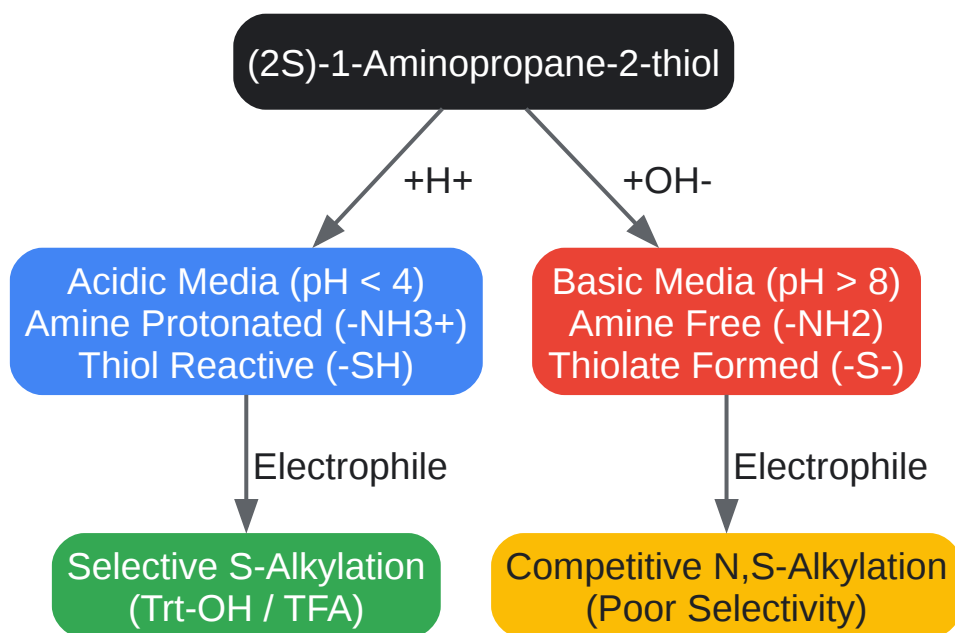 (2S)-1-Aminopropane-2-thiol
+H+
+OH-
Acidic Media (pH < 4)
Amine Protonated (-NH3+)
Thiol Reactive (-SH)
Basic Media (pH > 8)
Amine Free (-NH2)
Thiolate Formed (-S-)
Electrophile
Electrophile
Selective S-Alkylation
(Trt-OH / TFA)
Competitive N,S-Alkylation
(Poor Selectivity)